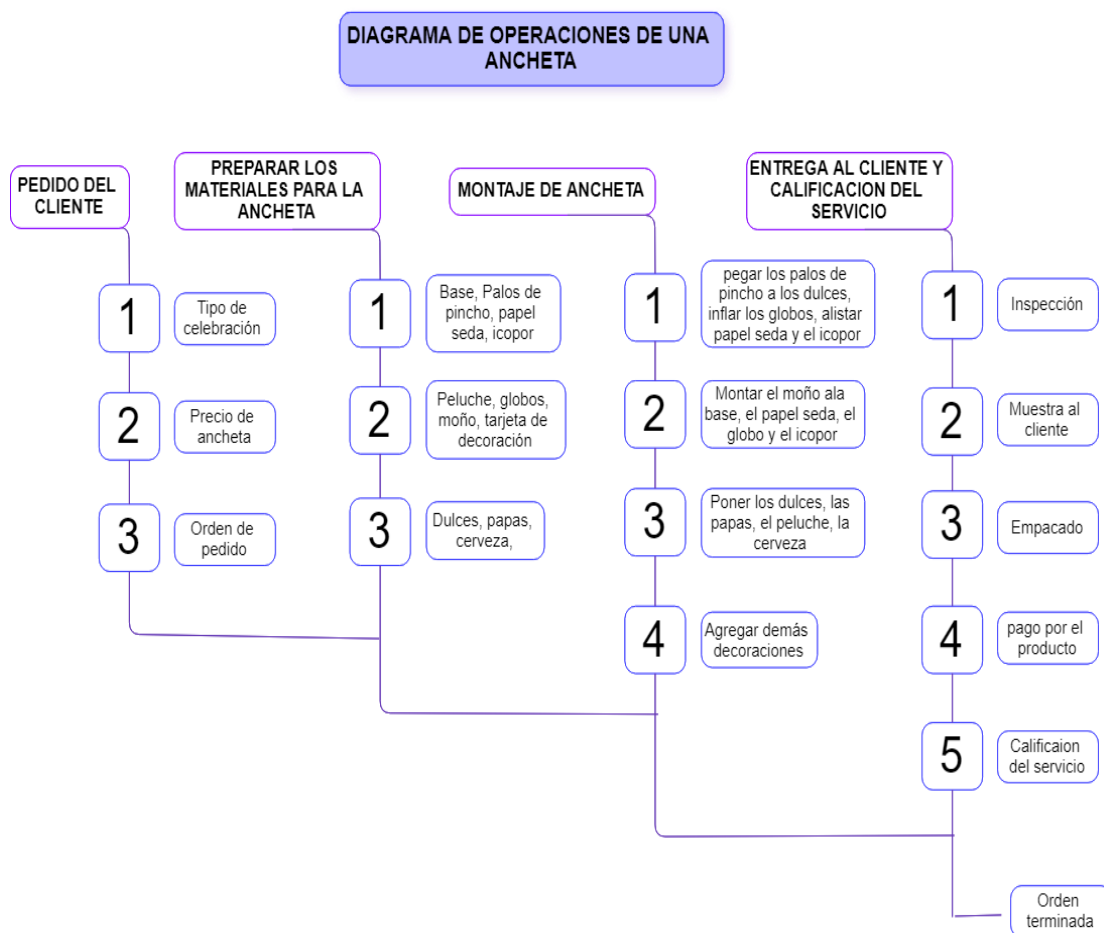 DIAGRAMA DE OPERACIONES DE UNA
ANCHETA
PEDIDO DEL
CLIENTE
1
Tipo de
celebración
2
Precio de
ancheta
3
Orden de
pedido
PREPARAR LOS
MATERIALES PARA LA
ANCHETA
1
Base, Palos de
pincho, papel
seda, icopor
2
Peluche, globos,
moño, tarjeta de
decoración
3
Dulces, papas,
cerveza,
MONTAJE DE ANCHETA
1
pegar los palos de
pincho a los dulces,
inflar los globos, alistar
papel seda y el icopor
2
Montar el moño ala
base, el papel seda, el
globo y el icopor
3
Poner los dulces, las
papas, el peluche, la
cerveza
4
Agregar demás
decoraciones
ENTREGA AL CLIENTE Y
CALIFICACION DEL
SERVICIO
1
Inspección
2
Muestra al
cliente
3
Empacado
4
pago por el
producto
5
Calificaion
del servicio
Orden
terminada